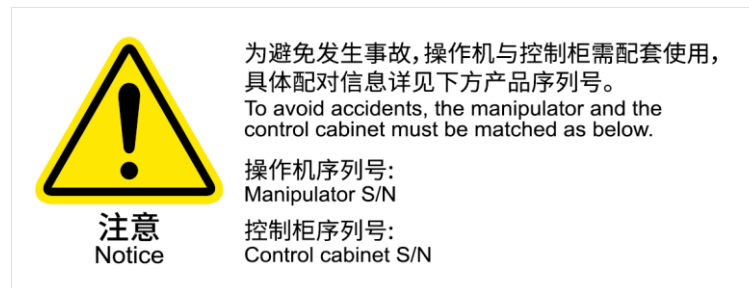 注意
Notice
为避免发生事故，操作机与控制柜需配套使用，
具体配对信息详见下方产品序列号。
To avoid accidents, the manipulator and the
control cabinet must be matched as below.
操作机序列号:
Manipulator S/N
控制柜序列号:
Control cabinet S/N